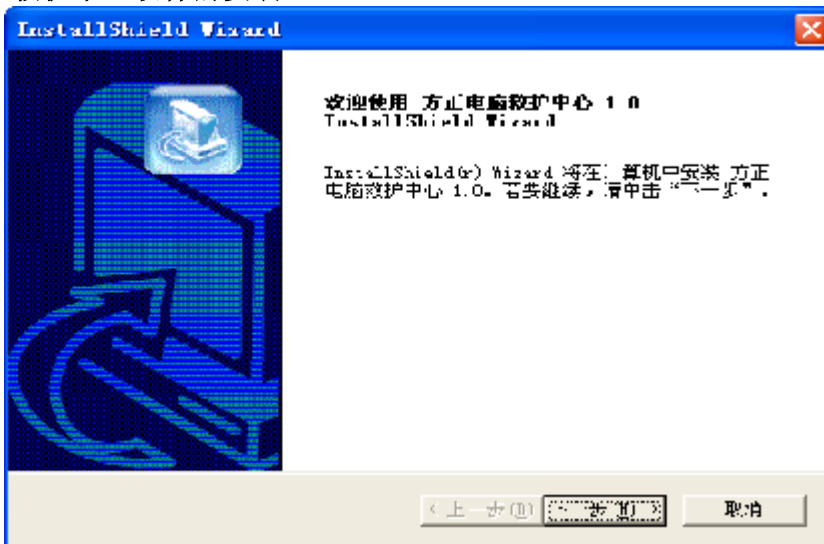 InstallShield Wizard
欢迎使用 方正电脑救护中心 1.0
InstallShield Wizard
InstallShield(r) Wizard 将在计算机中安装 方正
电脑救护中心 1.0。若要继续，请单击“下一步”.
<上一步(B)
下一步(N)>
取消